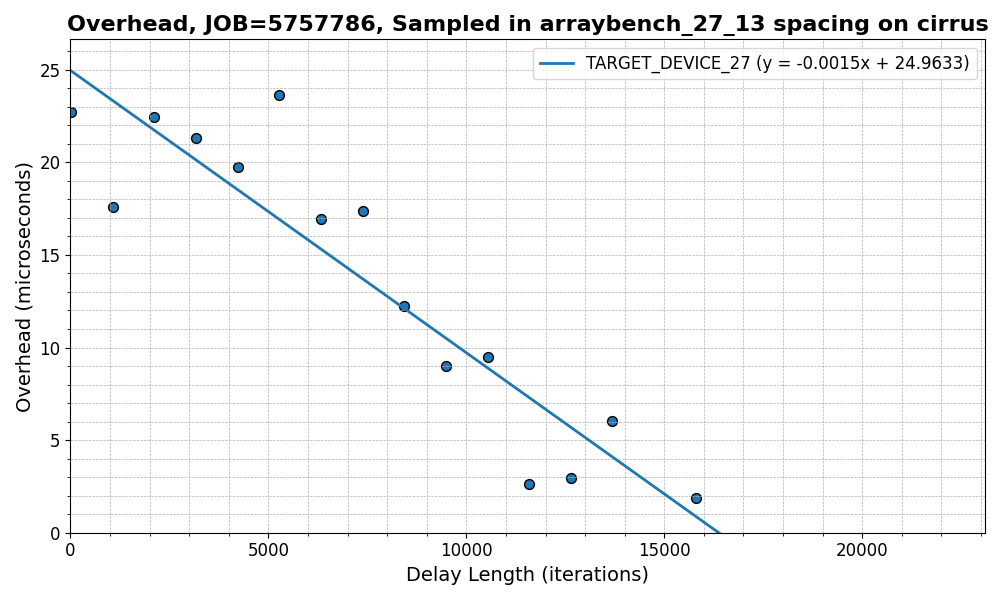 Overhead, JOB=5757786, Sampled in arraybench_27_13 spacing on cirrus
TARGET_DEVICE_27 (y = -0.0015x + 24.9633)
Overhead (microseconds)
25
20
15
10
5
0
0 5000 10000 15000 20000
Delay Length (iterations)